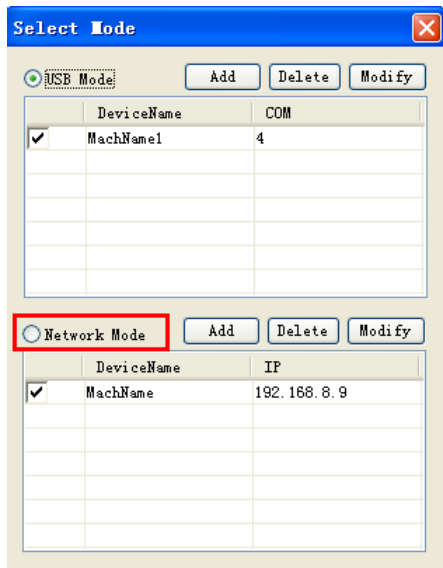 Select Mode
USB Mode Add Delete Modify
DeviceName COM
MachName1 4
Network Mode Add Delete Modify
DeviceName IP
MachName 192.168.8.9